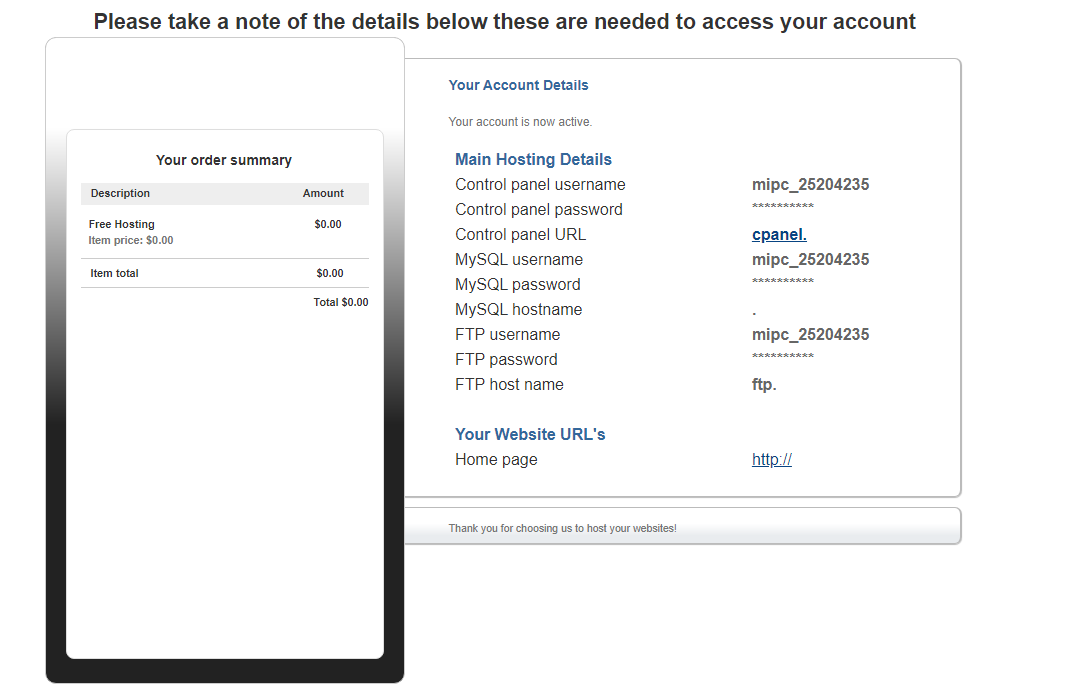 Please take a note of the details below these are needed to access your account
Your order summary
Description Amount
Free Hosting $0.00
Item price: $0.00
Item total $0.00
Total $0.00
Your Account Details
Your account is now active.
Main Hosting Details
Control panel username mipc_25204235
Control panel password **********
Control panel URL cpanel.
MySQL username mipc_25204235
MySQL password **********
MySQL hostname .
FTP username mipc_25204235
FTP password **********
FTP host name ftp.
Your Website URL's
Home page http://
Thank you for choosing us to host your websites!